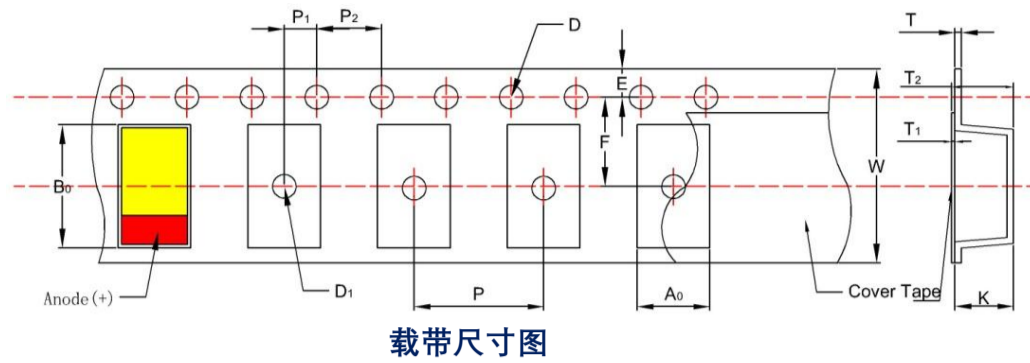 P₁
P₂
D
T
E
T₂
F
T₁
W
B₀
Anode(+)
D₁
P
A₀
Cover Tape
K
载带尺寸图